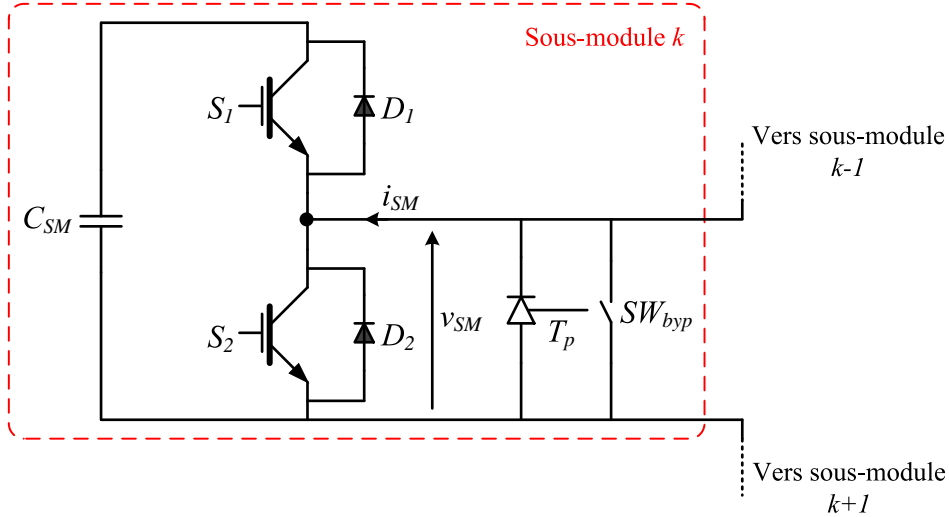 Sous-module k
S1
D1
Vers sous-module
k-1
iSM
CSM
vSM
Tp
SWbyp
S2
D2
Vers sous-module
k+1